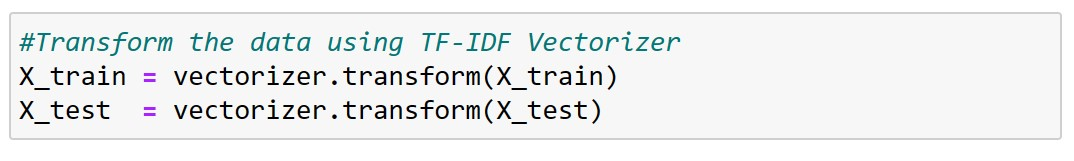 #Transform the data using TF-IDF Vectorizer
X_train = vectorizer.transform(X_train)
X_test  = vectorizer.transform(X_test)